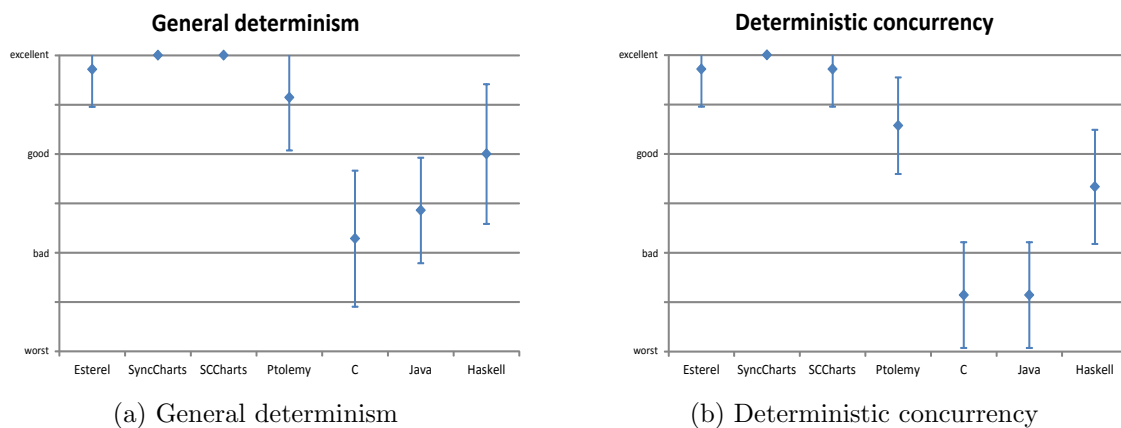 General determinism
excellent
good
bad
worst
Esterel SyncCharts SCCharts Ptolemy C Java Haskell
(a) General determinism
Deterministic concurrency
excellent
good
bad
worst
Esterel SyncCharts SCCharts Ptolemy C Java Haskell
(b) Deterministic concurrency